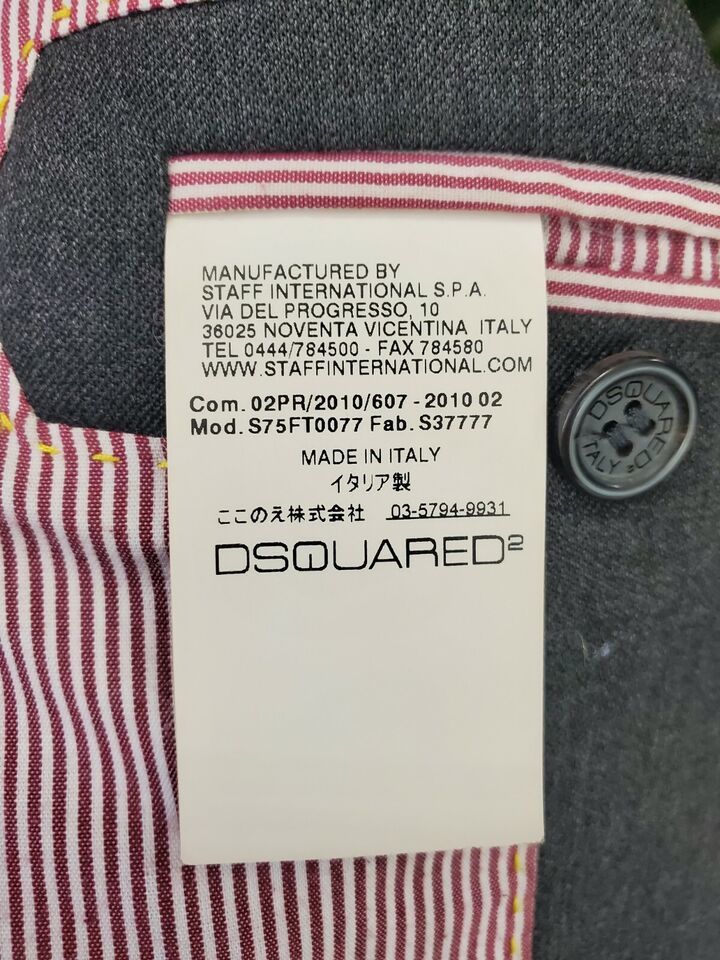 MANUFACTURED BY
STAFF INTERNATIONAL S.P.A.
VIA DEL PROGRESSO, 10
36025 NOVENTA VICENTINA ITALY
TEL 0444/784500 - FAX 784580
WWW.STAFFINTERNATIONAL.COM
Com. 02PR/2010/607 - 2010 02
Mod. S75FT0077 Fab. S37777
MADE IN ITALY
イタリア製
ここのえ株式会社 03-5794-9931
DSQUARED²
DSQUARED²
ITALY